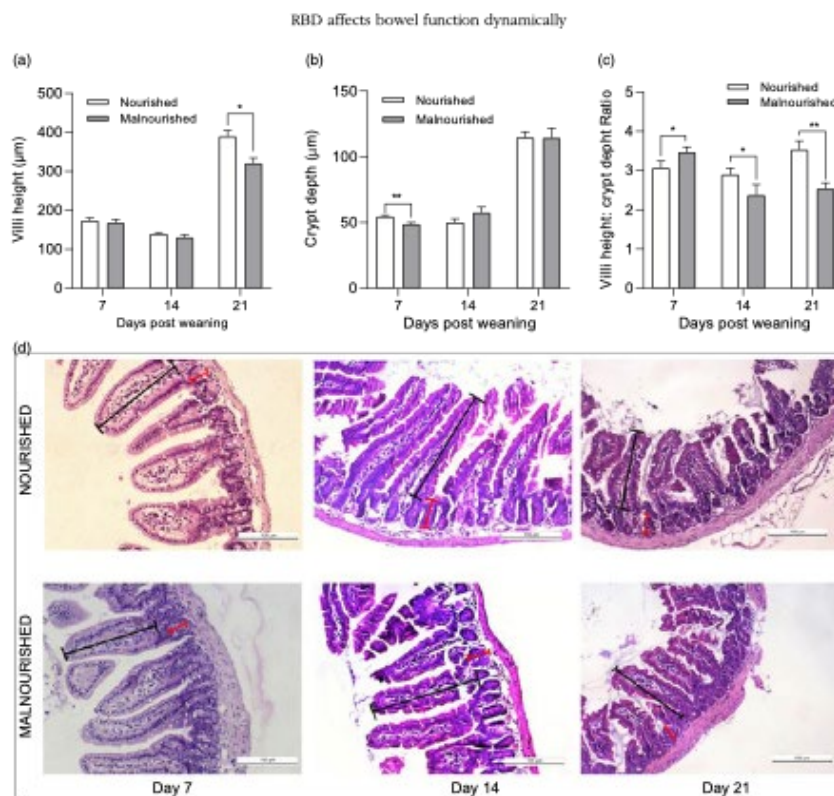 RBD affects bowel function dynamically
(a)
Nourished
Malnourished
*
Villi height (µm)
500
400
300
200
100
0
7 14 21
Days post weaning
(b)
Nourished
Malnourished
**
Crypt depth (µm)
150
100
50
0
7 14 21
Days post weaning
(c)
Nourished
Malnourished
* * **
Villi height: crypt depht Ratio
5
4
3
2
1
0
7 14 21
Days post weaning
(d)
NOURISHED
MALNOURISHED
Day 7 Day 14 Day 21